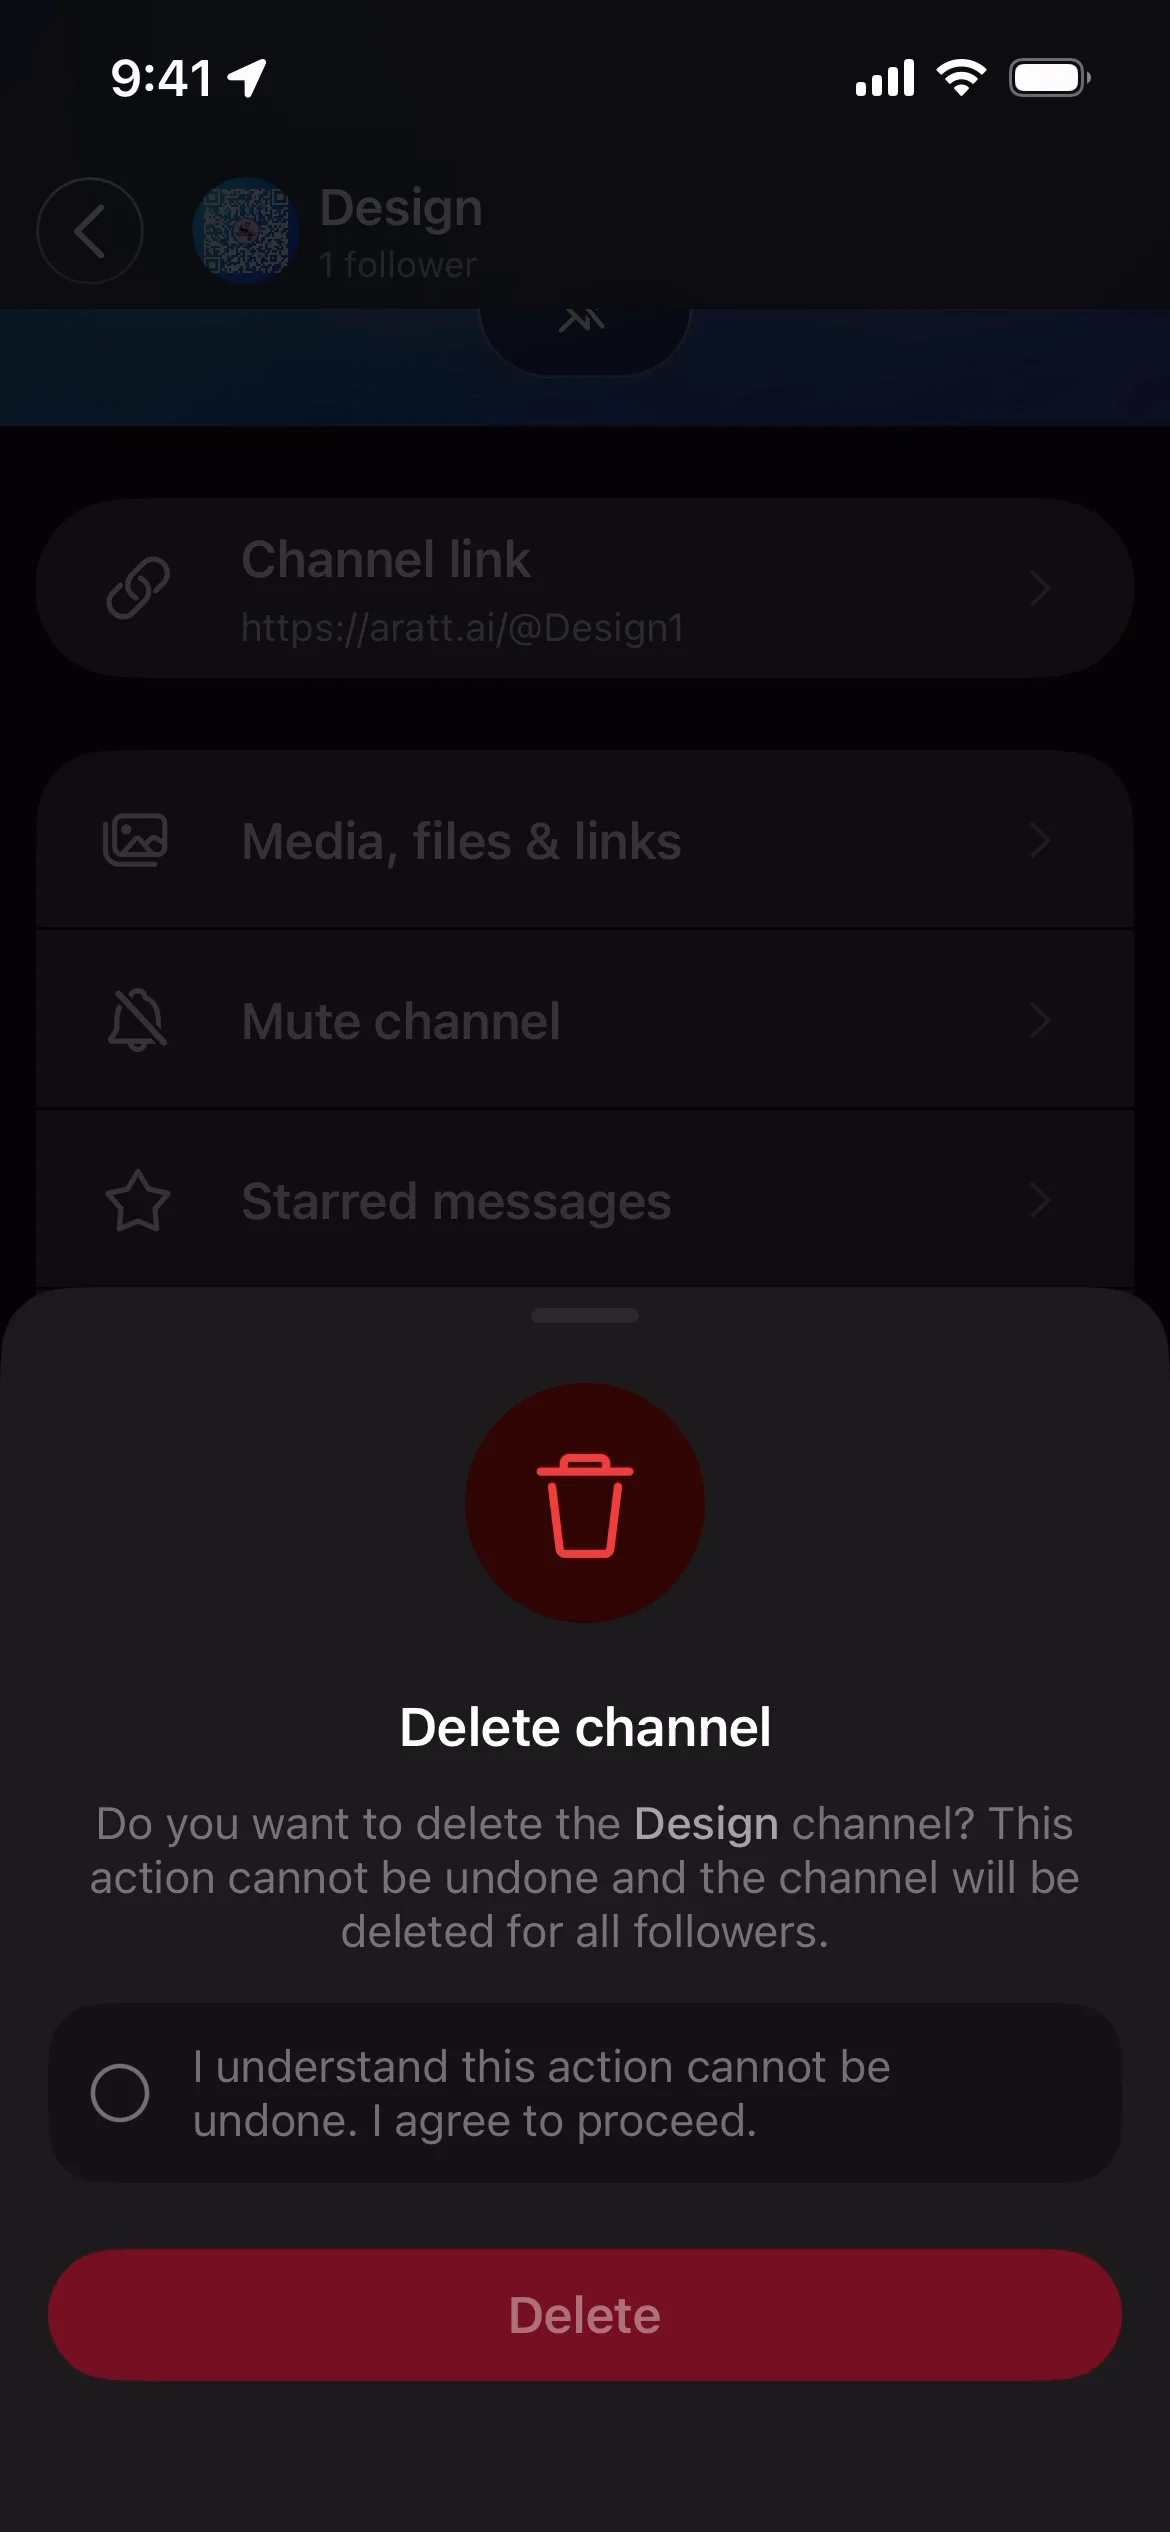 9:41
Design
1 follower
Channel link
https://aratt.ai/@Design1
Media, files & links
Mute channel
Starred messages
Delete channel
Do you want to delete the Design channel? This
action cannot be undone and the channel will be
deleted for all followers.
I understand this action cannot be
undone. I agree to proceed.
Delete